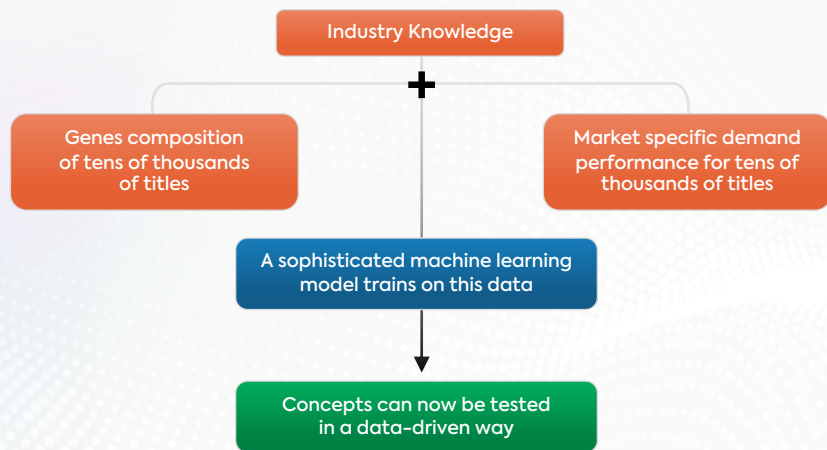 Industry Knowledge
+
Genes composition
of tens of thousands
of titles
Market specific demand
performance for tens of
thousands of titles
A sophisticated machine learning
model trains on this data
Concepts can now be tested
in a data-driven way